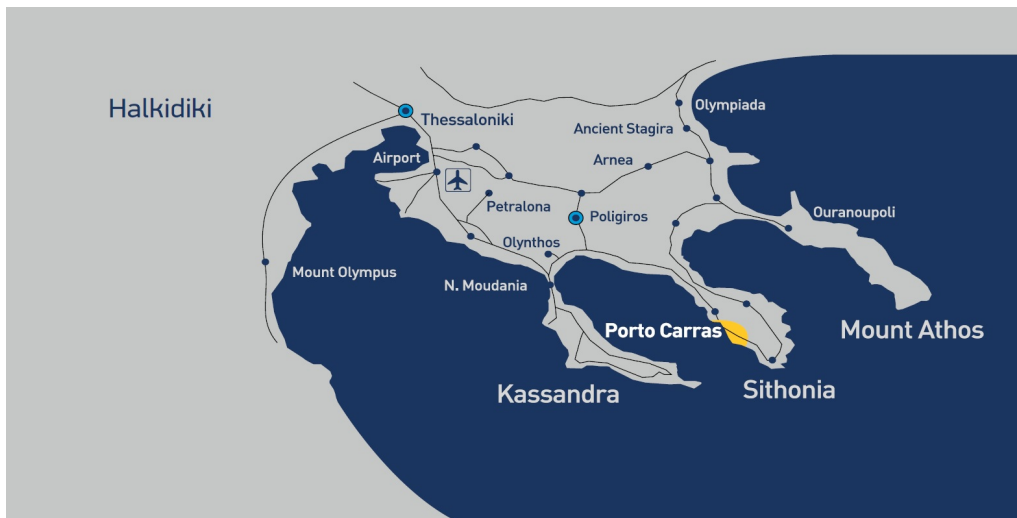 Halkidiki
Thessaloniki
Olympiada
Ancient Stagira
Airport
Arnea
Petralona
Poligiros
Ouranoupoli
Olynthos
Mount Olympus
N. Moudania
Porto Carras
Mount Athos
Kassandra
Sithonia